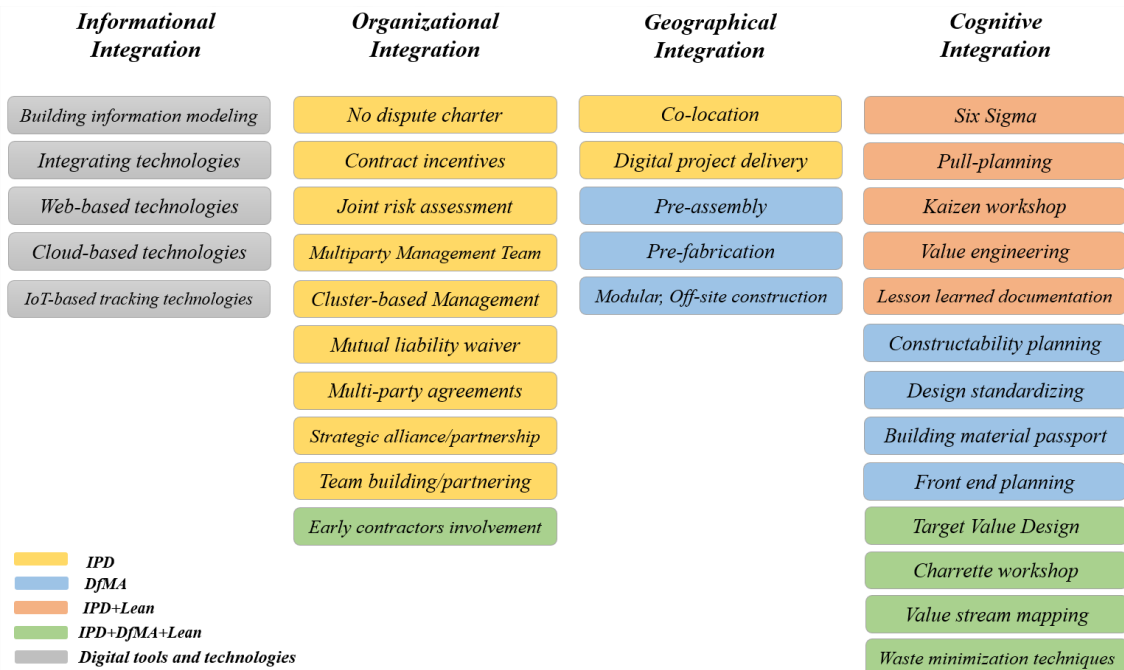 Informational
Integration
Building information modeling
Integrating technologies
Web-based technologies
Cloud-based technologies
IoT-based tracking technologies
Organizational
Integration
No dispute charter
Contract incentives
Joint risk assessment
Multiparty Management Team
Cluster-based Management
Mutual liability waiver
Multi-party agreements
Strategic alliance/partnership
Team building/partnering
Early contractors involvement
Geographical
Integration
Co-location
Digital project delivery
Pre-assembly
Pre-fabrication
Modular, Off-site construction
Cognitive
Integration
Six Sigma
Pull-planning
Kaizen workshop
Value engineering
Lesson learned documentation
Constructability planning
Design standardizing
Building material passport
Front end planning
Target Value Design
Charrette workshop
Value stream mapping
Waste minimization techniques
IPD
DfMA
IPD+Lean
IPD+DfMA+Lean
Digital tools and technologies